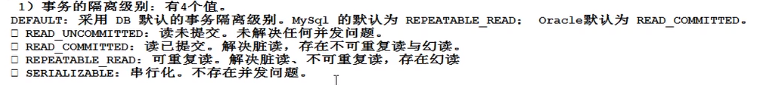 1) 事务的隔离级别：有4个值。
DEFAULT: 采用 DB 默认的事务隔离级别。MySql 的默认为 REPEATABLE_READ； Oracle默认为 READ_COMMITTED。
□ READ_UNCOMMITTED: 读未提交。未解决任何并发问题。
□ READ_COMMITTED: 读已提交。解决脏读，存在不可重复读与幻读。
□ REPEATABLE_READ: 可重复读。解决脏读、不可重复读，存在幻读
□ SERIALIZABLE: 串行化。不存在并发问题。